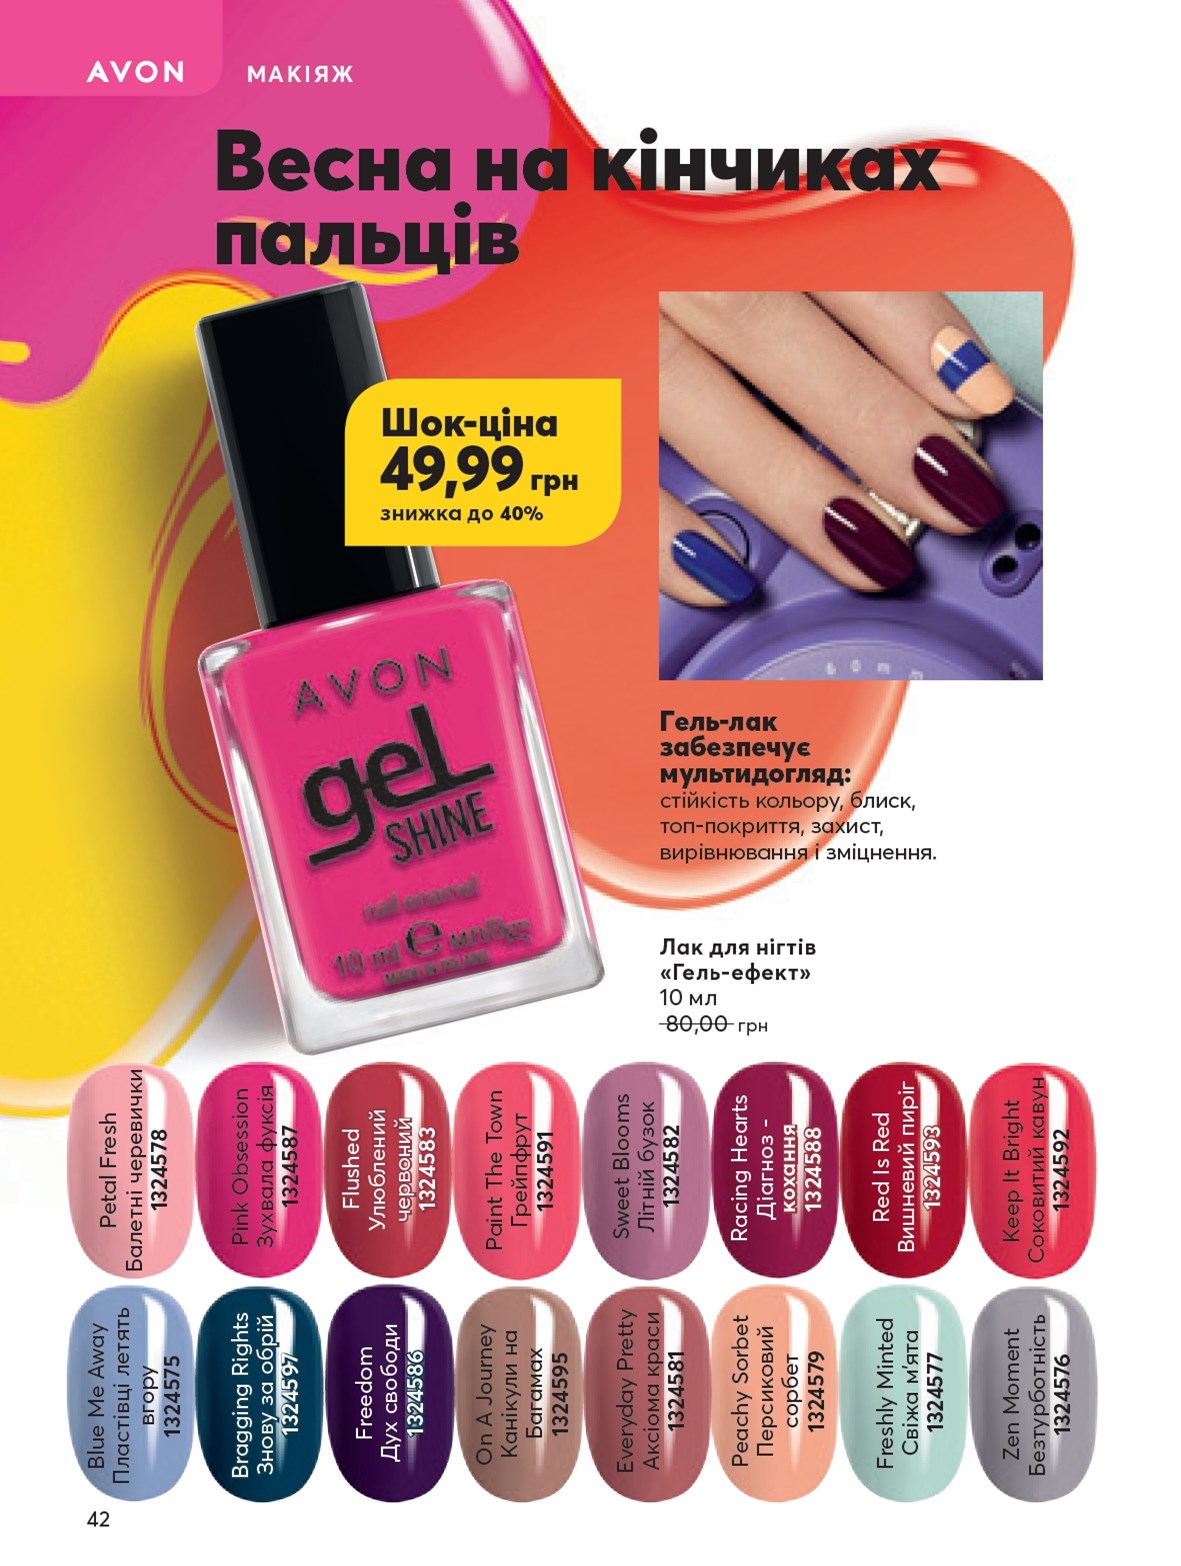 AVON
МАКІЯЖ
Весна на кінчиках
пальців
Шок-ціна
49,99 грн
знижка до 40%
AVON
gel
SHINE
nail enamel
10 ml e
60 mm
Гель-лак
забезпечує
мультидогляд:
стійкість кольору, блиск,
топ-покриття, захист,
вирівнювання і зміцнення.
Лак для нігтів
«Гель-ефект»
10 мл
80,00 грн
Petal Fresh
Балетні черевички
1324578
Pink Obsession
Зухвала фуксія
1324587
Flushed
Улюблений
червоний
1324583
Paint The Town
Грейпфрут
1324591
Sweet Blooms
Літній бузок
1324582
Racing Hearts
Діагноз -
кохання
1324588
Red Is Red
Вишневий пиріг
1324593
Keep It Bright
Соковитий кавун
1324592
Blue Me Away
Пластівці летять
вгору
1324575
Bragging Rights
Знову за обрій
1324597
Freedom
Дух свободи
1324586
On A Journey
Канікули на
Багамах
1324595
Everyday Pretty
Аксіома краси
1324581
Peachy Sorbet
Персиковий
сорбет
1324579
Freshly Minted
Свіжа м'ята
1324577
Zen Moment
Безтурботність
1324576
42